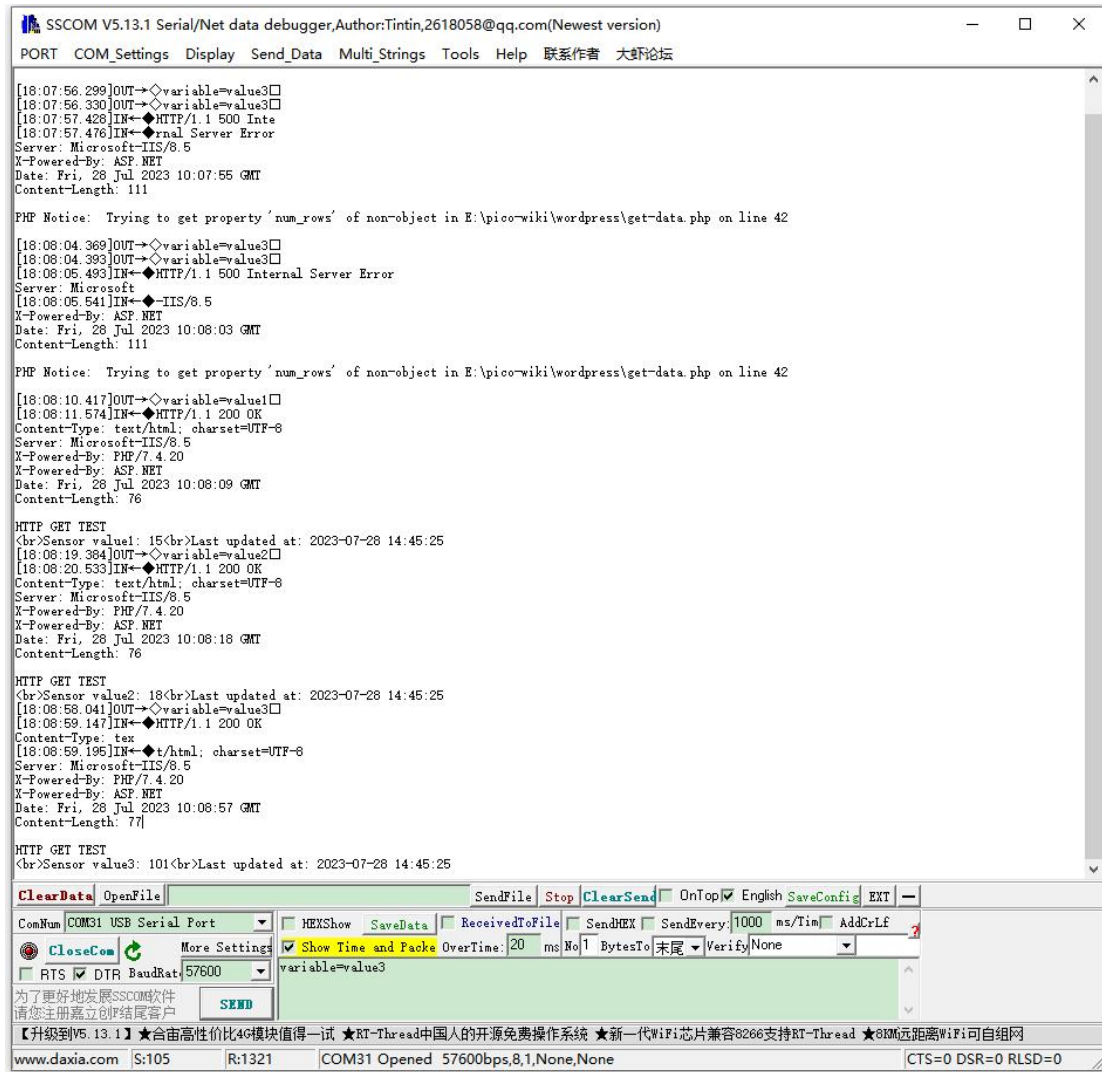 SSCOM V5.13.1 Serial/Net data debugger,Author:Tintin,2618058@qq.com(Newest version)
PORT COM_Settings Display Send_Data Multi_Strings Tools Help 联系作者 大虾论坛
[18:07:56.299]OUT→◇variable=value3□
[18:07:56.330]OUT→◇variable=value3□
[18:07:57.428]IN←◆HTTP/1.1 500 Inte
[18:07:57.476]IN←◆rnal Server Error
Server: Microsoft-IIS/8.5
X-Powered-By: ASP.NET
Date: Fri, 28 Jul 2023 10:07:55 GMT
Content-Length: 111
PHP Notice: Trying to get property 'num_rows' of non-object in E:\pico-wiki\wordpress\get-data.php on line 42
[18:08:04.369]OUT→◇variable=value3□
[18:08:04.393]OUT→◇variable=value3□
[18:08:05.493]IN←◆HTTP/1.1 500 Internal Server Error
Server: Microsoft
[18:08:05.541]IN←◆-IIS/8.5
X-Powered-By: ASP.NET
Date: Fri, 28 Jul 2023 10:08:03 GMT
Content-Length: 111
PHP Notice: Trying to get property 'num_rows' of non-object in E:\pico-wiki\wordpress\get-data.php on line 42
[18:08:10.417]OUT→◇variable=value1□
[18:08:11.574]IN←◆HTTP/1.1 200 OK
Content-Type: text/html; charset=UTF-8
Server: Microsoft-IIS/8.5
X-Powered-By: PHP/7.4.20
X-Powered-By: ASP.NET
Date: Fri, 28 Jul 2023 10:08:09 GMT
Content-Length: 76
HTTP GET TEST
<br>Sensor value1: 15<br>Last updated at: 2023-07-28 14:45:25
[18:08:19.384]OUT→◇variable=value2□
[18:08:20.533]IN←◆HTTP/1.1 200 OK
Content-Type: text/html; charset=UTF-8
Server: Microsoft-IIS/8.5
X-Powered-By: PHP/7.4.20
X-Powered-By: ASP.NET
Date: Fri, 28 Jul 2023 10:08:18 GMT
Content-Length: 76
HTTP GET TEST
<br>Sensor value2: 18<br>Last updated at: 2023-07-28 14:45:25
[18:08:58.041]OUT→◇variable=value3□
[18:08:59.147]IN←◆HTTP/1.1 200 OK
Content-Type: tex
[18:08:59.195]IN←◆t/html; charset=UTF-8
Server: Microsoft-IIS/8.5
X-Powered-By: PHP/7.4.20
X-Powered-By: ASP.NET
Date: Fri, 28 Jul 2023 10:08:57 GMT
Content-Length: 77
HTTP GET TEST
<br>Sensor value3: 101<br>Last updated at: 2023-07-28 14:45:25
ClearData OpenFile SendFile Stop ClearSend OnTop English SaveConfig EXT —
ComNum COM31 USB Serial Port HEXShow SaveData ReceivedToFile SendHEX SendEvery: 1000 ms/Tim AddCrLf ?
CloseCom More Settings Show Time and Packe OverTime: 20 ms No 1 BytesTo 末尾 Verify None
RTS DTR BaudRat 57600 variable=value3
为了更好地发展SSCOM软件
请您注册嘉立创F结尾客户 SEND
【升级到V5.13.1】★合宙高性价比4G模块值得一试 ★RT-Thread中国人的开源免费操作系统 ★新一代WiFi芯片兼容8266支持RT-Thread ★8KM远距离WiFi可自组网
www.daxia.com S:105 R:1321 COM31 Opened 57600bps,8,1,None,None CTS=0 DSR=0 RLSD=0